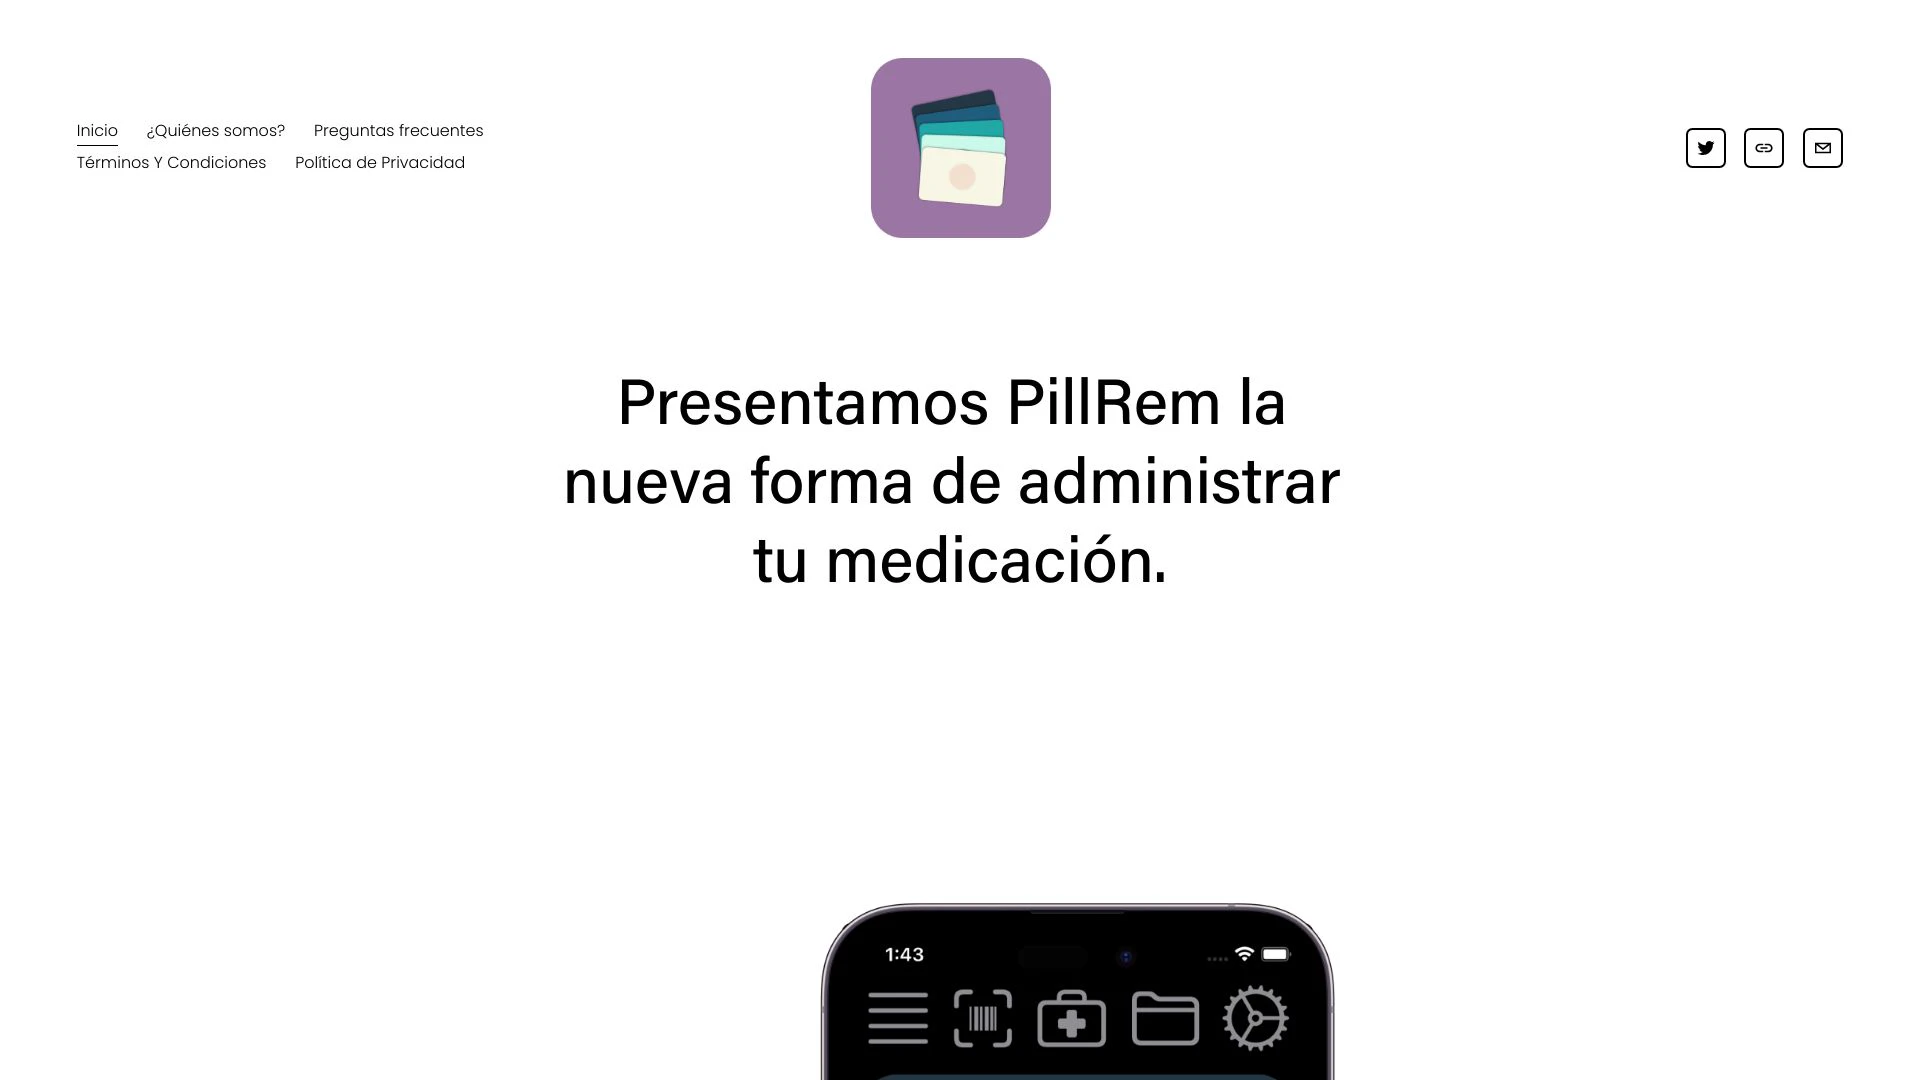 Inicio ¿Quiénes somos? Preguntas frecuentes
Términos Y Condiciones Política de Privacidad
Presentamos PillRem la
nueva forma de administrar
tu medicación.
1:43